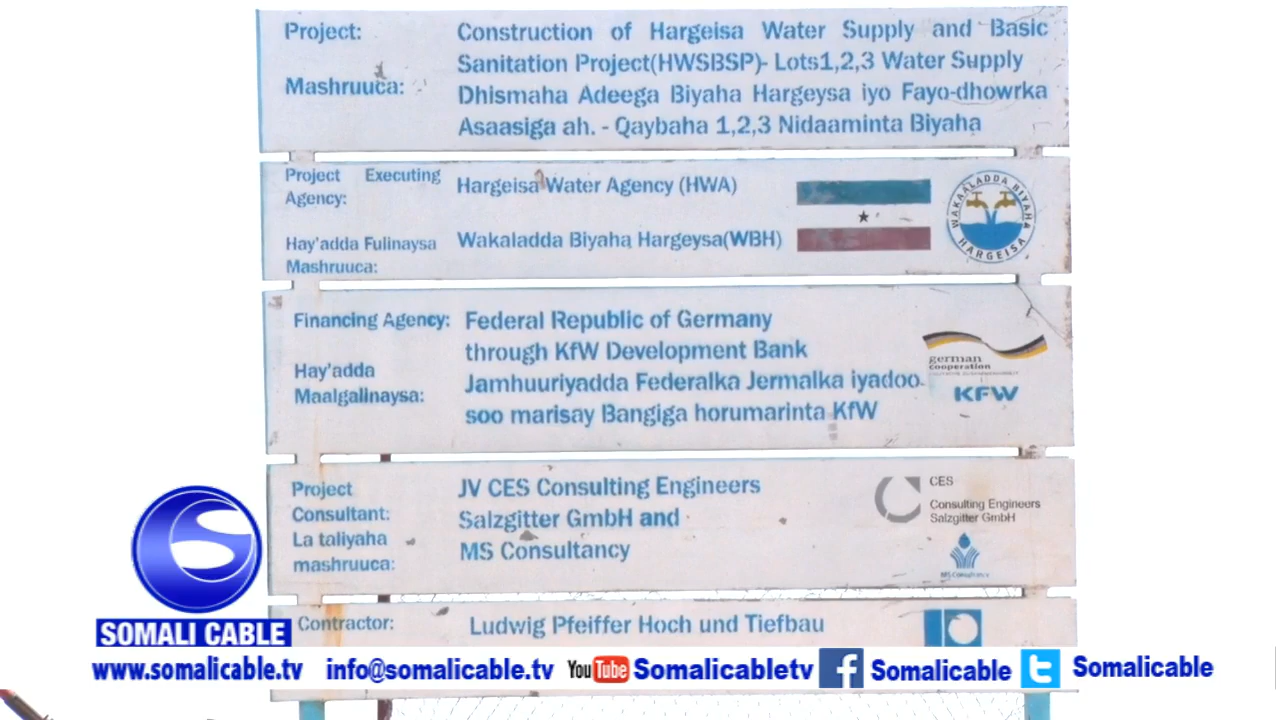 Project: Construction of Hargeisa Water Supply and Basic
Sanitation Project(HWSBSP)- Lots1,2,3 Water Supply
Mashruuca: Dhismaha Adeega Biyaha Hargeysa iyo Fayo-dhowrka
Asaasiga ah. - Qaybaha 1,2,3 Nidaaminta Biyaha
Project Executing
Agency:
Hargeisa Water Agency (HWA)
Hay'adda Fulinaysa
Mashruuca:
Wakaladda Biyaha Hargeysa(WBH)
WAKAALADDA BIYAHA
HARGEISA
Financing Agency: Federal Republic of Germany
through KfW Development Bank
Hay'adda
Maalgalinaysa:
Jamhuuriyadda Federalka Jermalka iyadoo
soo marisay Bangiga horumarinta KfW
german
cooperation
KFW
Project
Consultant:
La taliyaha
mashruuca:
JV CES Consulting Engineers
Salzgitter GmbH and
MS Consultancy
CES
Consulting Engineers
Salzgitter GmbH
MS Consultancy
Contractor: Ludwig Pfeiffer Hoch und Tiefbau
SOMALI CABLE
www.somalicable.tv info@somalicable.tv YouTube Somalicabletv f Somalicable Somalicable